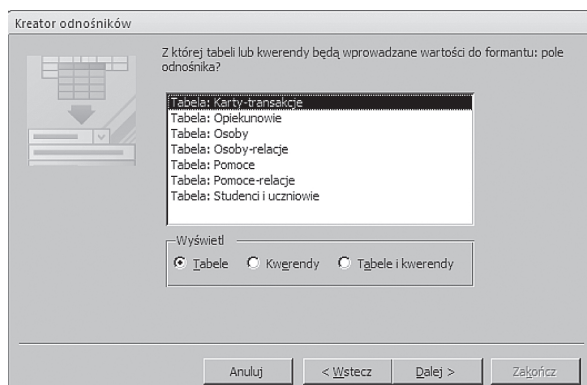 Kreator odnośników
Z której tabeli lub kwerendy będą wprowadzane wartości do formantu: pole
odnośnika?
Tabela: Karty-transakcje
Tabela: Opiekunowie
Tabela: Osoby
Tabela: Osoby-relacje
Tabela: Pomoce
Tabela: Pomoce-relacje
Tabela: Studenci i uczniowie
Wyświetl
Tabele Kwerendy Tabele i kwerendy
Anuluj < Wstecz Dalej > Zakończ